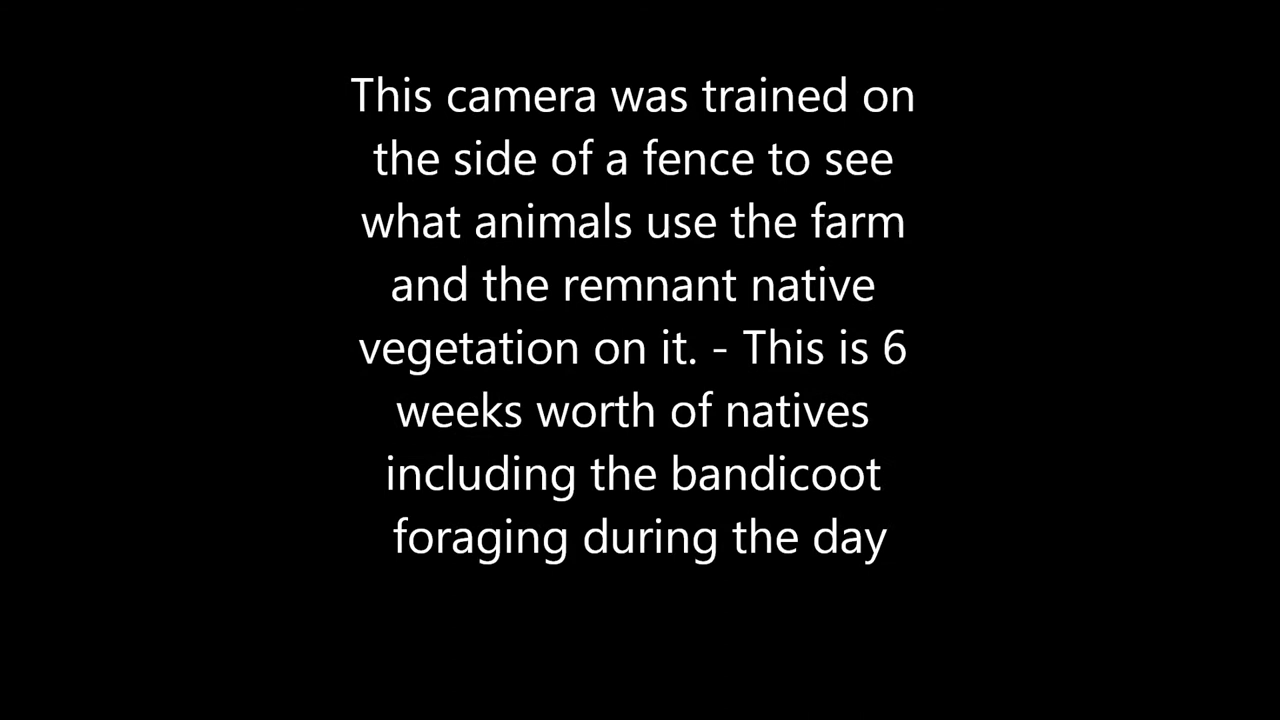 This camera was trained on
the side of a fence to see
what animals use the farm
and the remnant native
vegetation on it. - This is 6
weeks worth of natives
including the bandicoot
foraging during the day